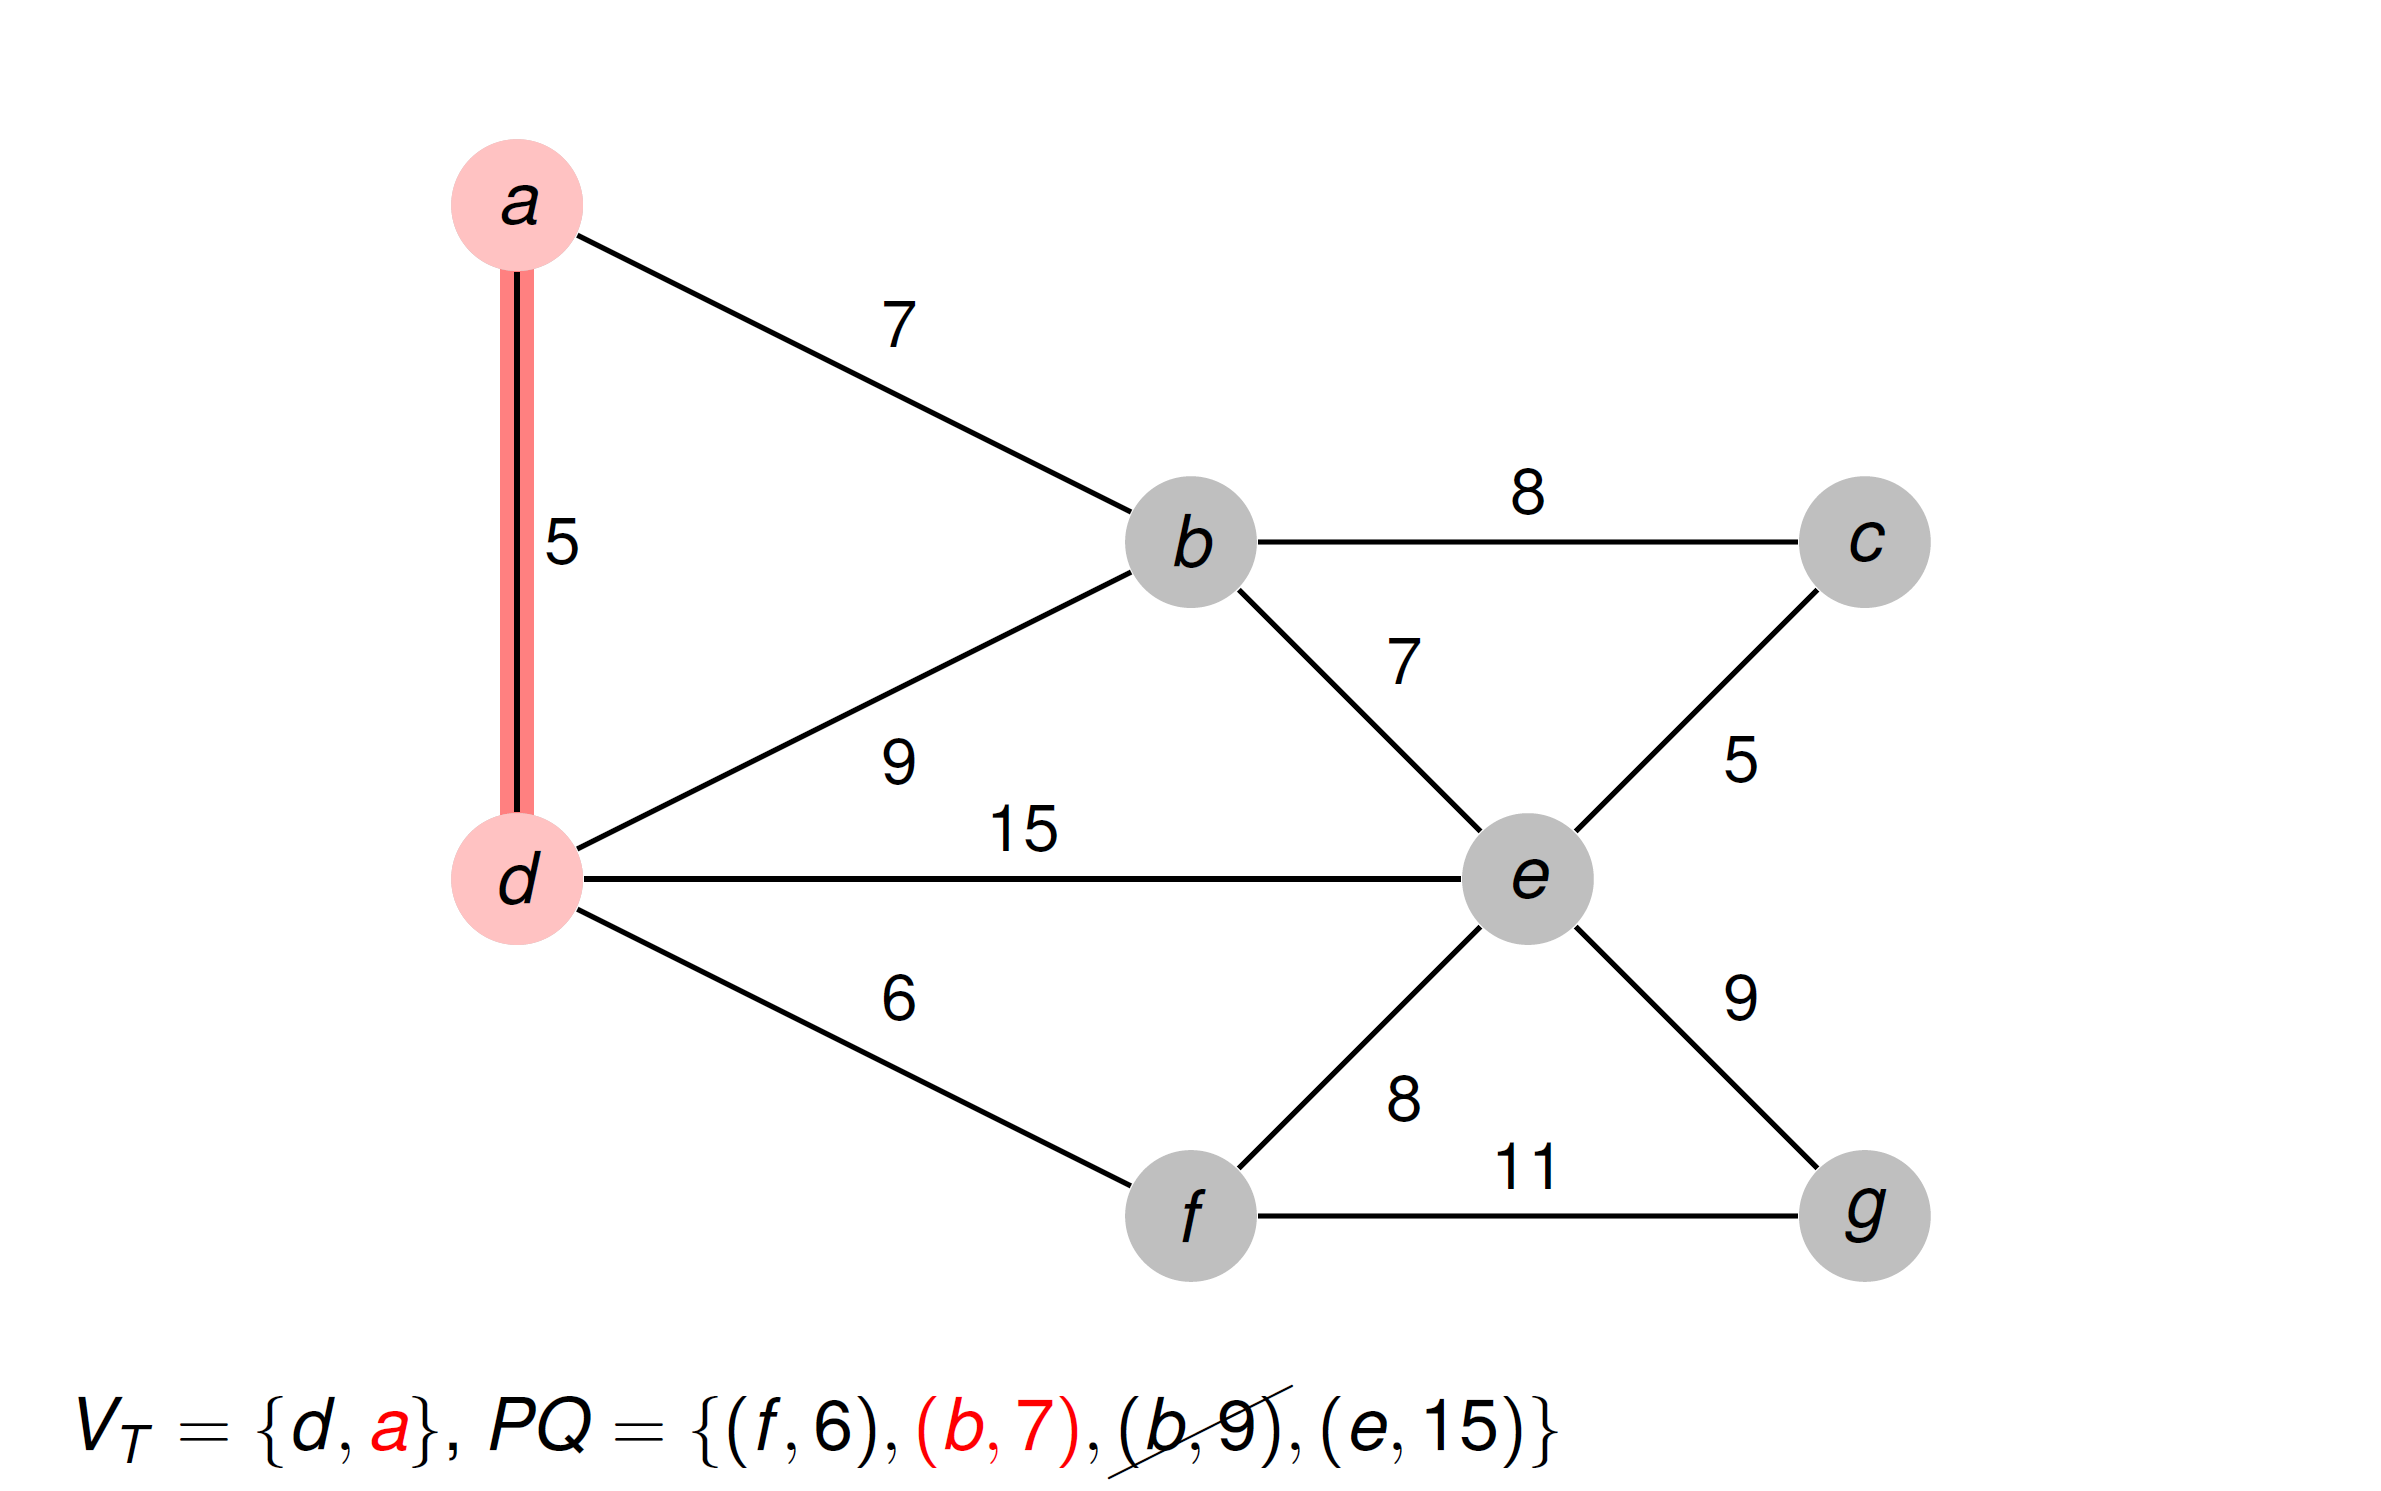 a
7
8
b
c
5
7
9
5
15
d
e
6
9
8
11
f
g
V_T = {d, a}, PQ = {(f, 6), (b, 7), (b, 9), (e, 15)}